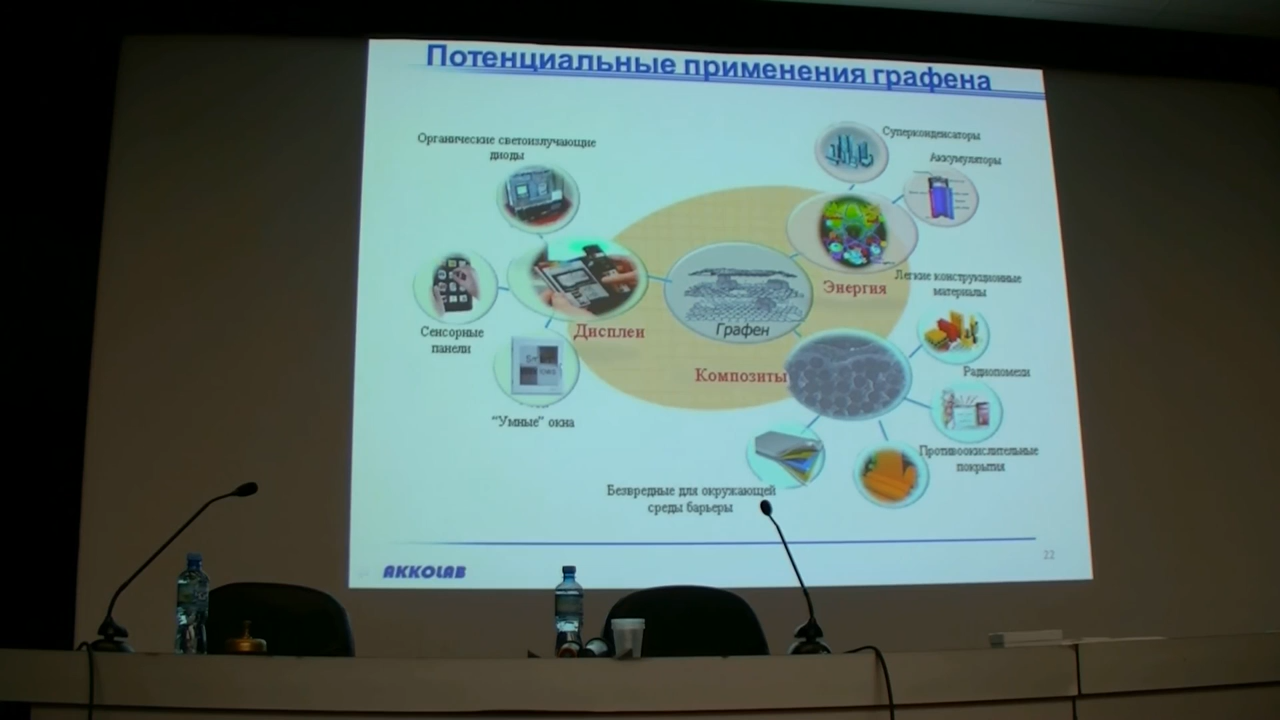 Потенциальные применения графена
Органические светоизлучающие
диоды
Суперконденсаторы
Аккумуляторы
Сенсорные
панели
Дисплеи
"Умные" окна
Графен
Энергия
Композиты
Легкие конструкционные
материалы
Радиопомехи
Противоокислительные
покрытия
Безвредные для окружающей
среды барьеры
AKKOLAB
22